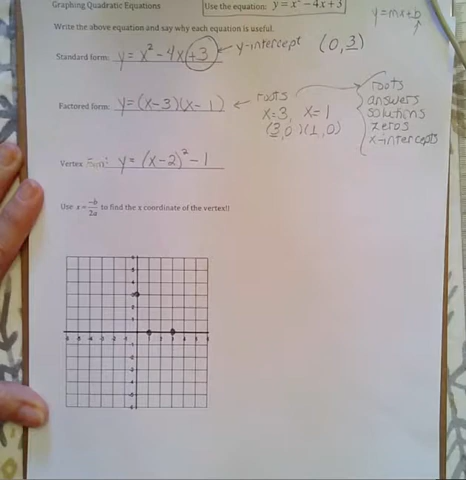 Graphing Quadratic Equations
Use the equation: y = x² - 4x + 3
y=mx+b
Write the above equation and say why each equation is useful.
Standard form: y = x² - 4x +3 y-intercept (0, 3)
Factored form: y=(x-3)(x-1) roots
x=3, x=1
(3,0)(1,0)
roots
answers
solutions
zeros
x-intercepts
Vertex Form: y = (x-2)² -1
Use x = -b/2a to find the x coordinate of the vertex!!